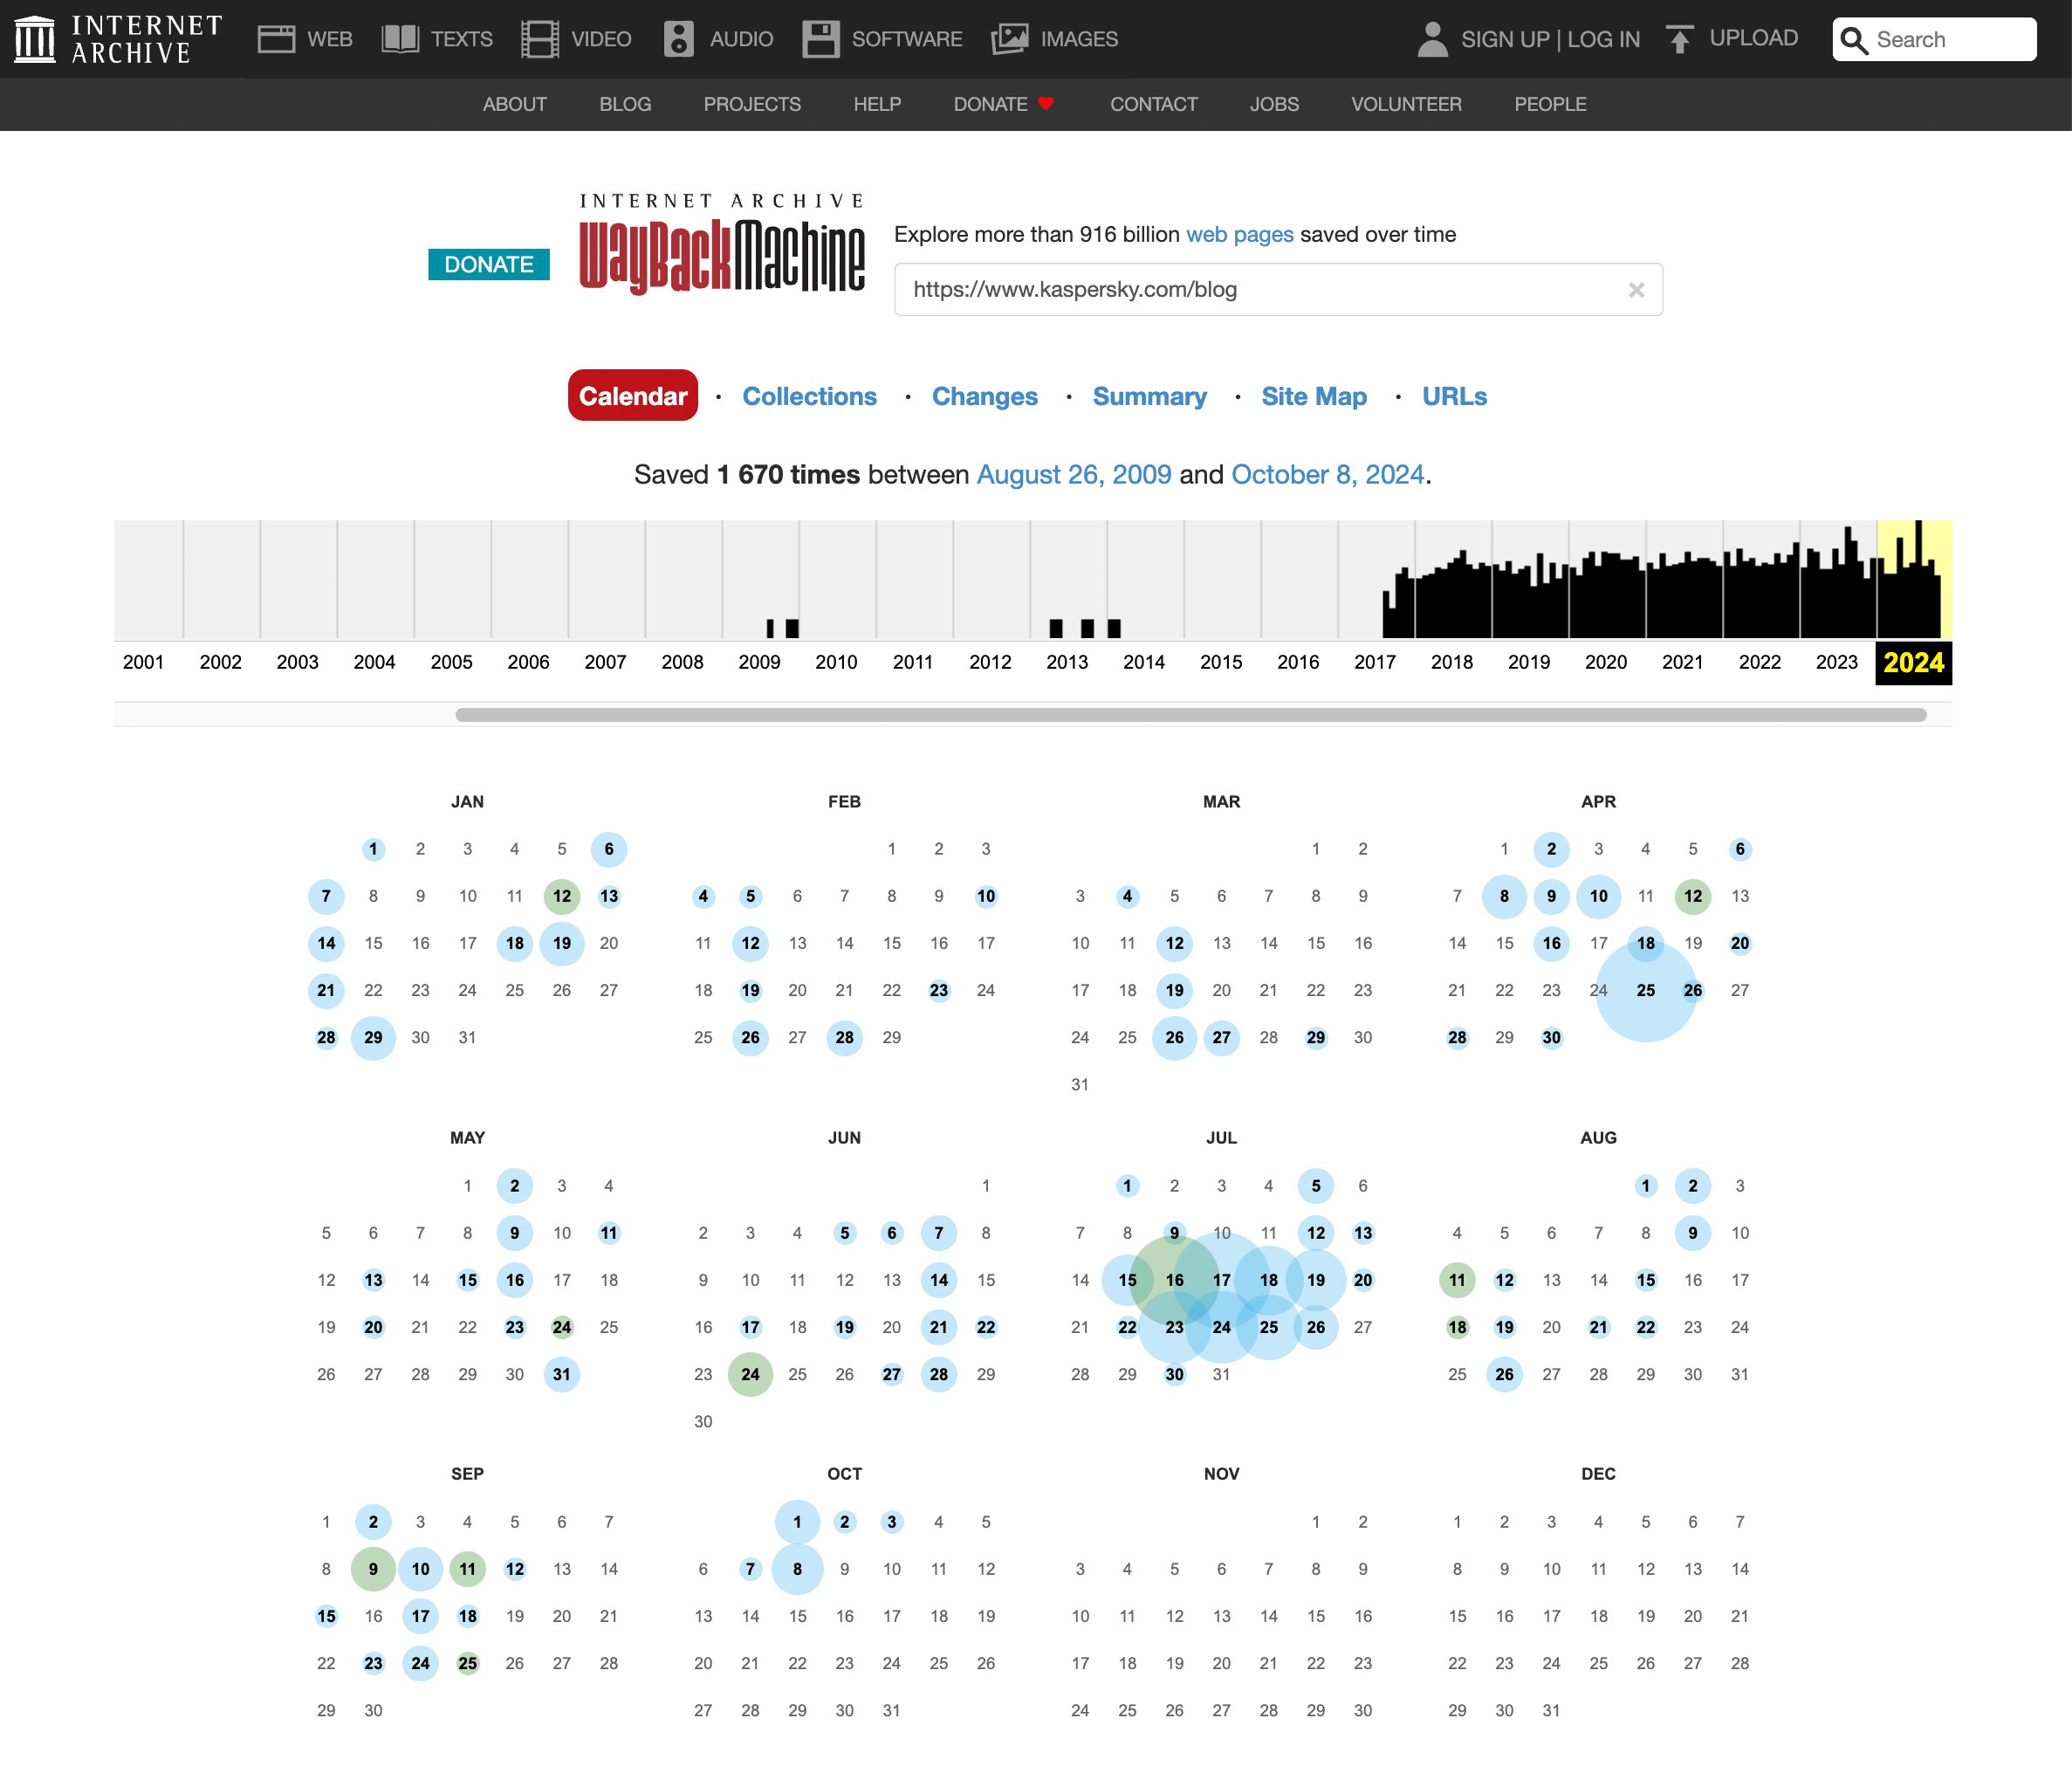 INTERNET ARCHIVE
WEB TEXTS VIDEO AUDIO SOFTWARE IMAGES SIGN UP | LOG IN UPLOAD Search
ABOUT BLOG PROJECTS HELP DONATE CONTACT JOBS VOLUNTEER PEOPLE
INTERNET ARCHIVE
DONATE WayBackMachine
Explore more than 916 billion web pages saved over time
https://www.kaspersky.com/blog ×
Calendar · Collections · Changes · Summary · Site Map · URLs
Saved 1 670 times between August 26, 2009 and October 8, 2024.
2001 2002 2003 2004 2005 2006 2007 2008 2009 2010 2011 2012 2013 2014 2015 2016 2017 2018 2019 2020 2021 2022 2023 2024
JAN
1 2 3 4 5 6
7 8 9 10 11 12 13
14 15 16 17 18 19 20
21 22 23 24 25 26 27
28 29 30 31
FEB
1 2 3
4 5 6 7 8 9 10
11 12 13 14 15 16 17
18 19 20 21 22 23 24
25 26 27 28 29
MAR
1 2
3 4 5 6 7 8 9
10 11 12 13 14 15 16
17 18 19 20 21 22 23
24 25 26 27 28 29 30
31
APR
1 2 3 4 5 6
7 8 9 10 11 12 13
14 15 16 17 18 19 20
21 22 23 24 25 26 27
28 29 30
MAY
1 2 3 4
5 6 7 8 9 10 11
12 13 14 15 16 17 18
19 20 21 22 23 24 25
26 27 28 29 30 31
JUN
1
2 3 4 5 6 7 8
9 10 11 12 13 14 15
16 17 18 19 20 21 22
23 24 25 26 27 28 29
30
JUL
1 2 3 4 5 6
7 8 9 10 11 12 13
14 15 16 17 18 19 20
21 22 23 24 25 26 27
28 29 30 31
AUG
1 2 3
4 5 6 7 8 9 10
11 12 13 14 15 16 17
18 19 20 21 22 23 24
25 26 27 28 29 30 31
SEP
1 2 3 4 5 6 7
8 9 10 11 12 13 14
15 16 17 18 19 20 21
22 23 24 25 26 27 28
29 30
OCT
1 2 3 4 5
6 7 8 9 10 11 12
13 14 15 16 17 18 19
20 21 22 23 24 25 26
27 28 29 30 31
NOV
1 2
3 4 5 6 7 8 9
10 11 12 13 14 15 16
17 18 19 20 21 22 23
24 25 26 27 28 29 30
DEC
1 2 3 4 5 6 7
8 9 10 11 12 13 14
15 16 17 18 19 20 21
22 23 24 25 26 27 28
29 30 31